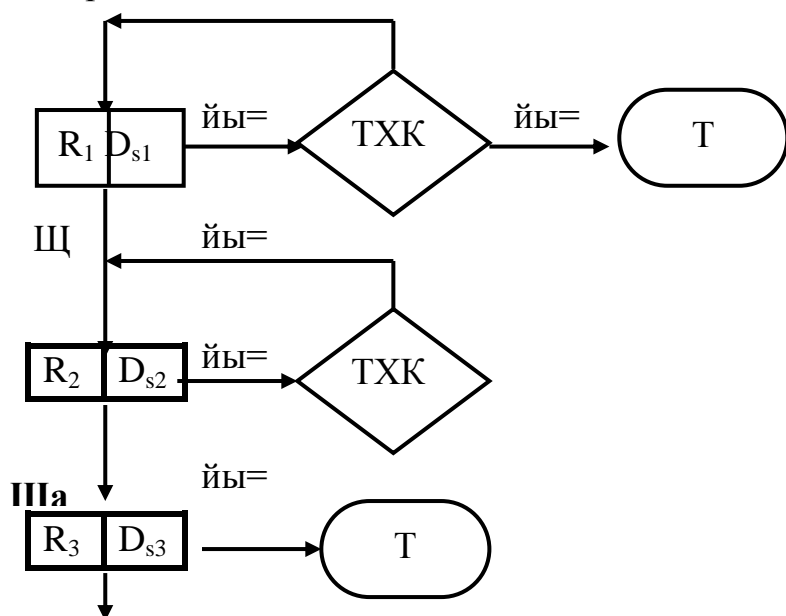 йы= йы=
R₁ Dₛ₁ ТХК Т
Щ
йы=
йы=
R₂ Dₛ₂ ТХК
йы=
Ша
R₃ Dₛ₃ Т